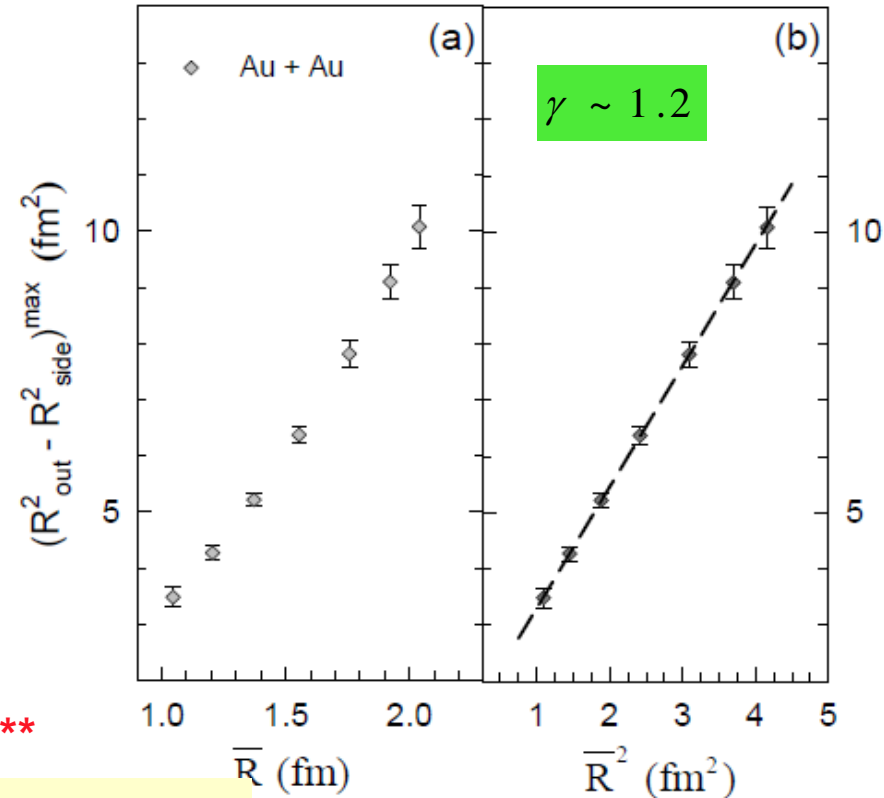 (a)
Au + Au
(b)
γ ~ 1.2
(R²out - R²side)max (fm²)
10
5
10
5
1.0 1.5 2.0
1 2 3 4 5
**
R̅ (fm)
R̅² (fm²)